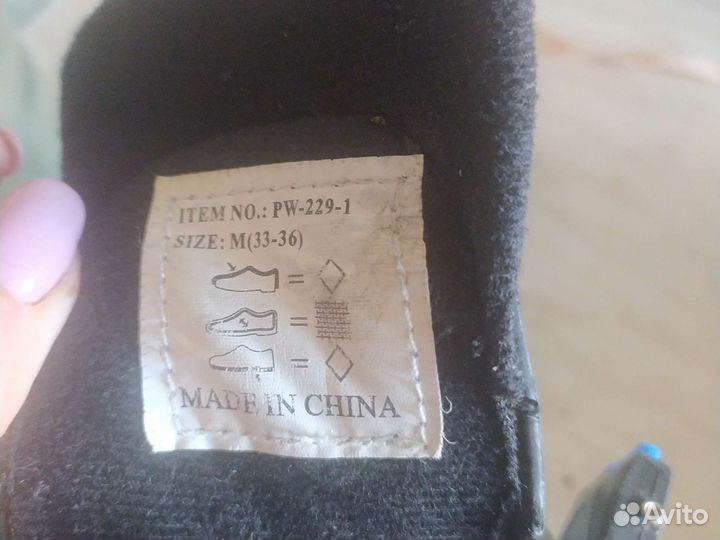 ITEM NO.: PW-229-1
SIZE: M(33-36)
=
=
=
MADE IN CHINA
Avito